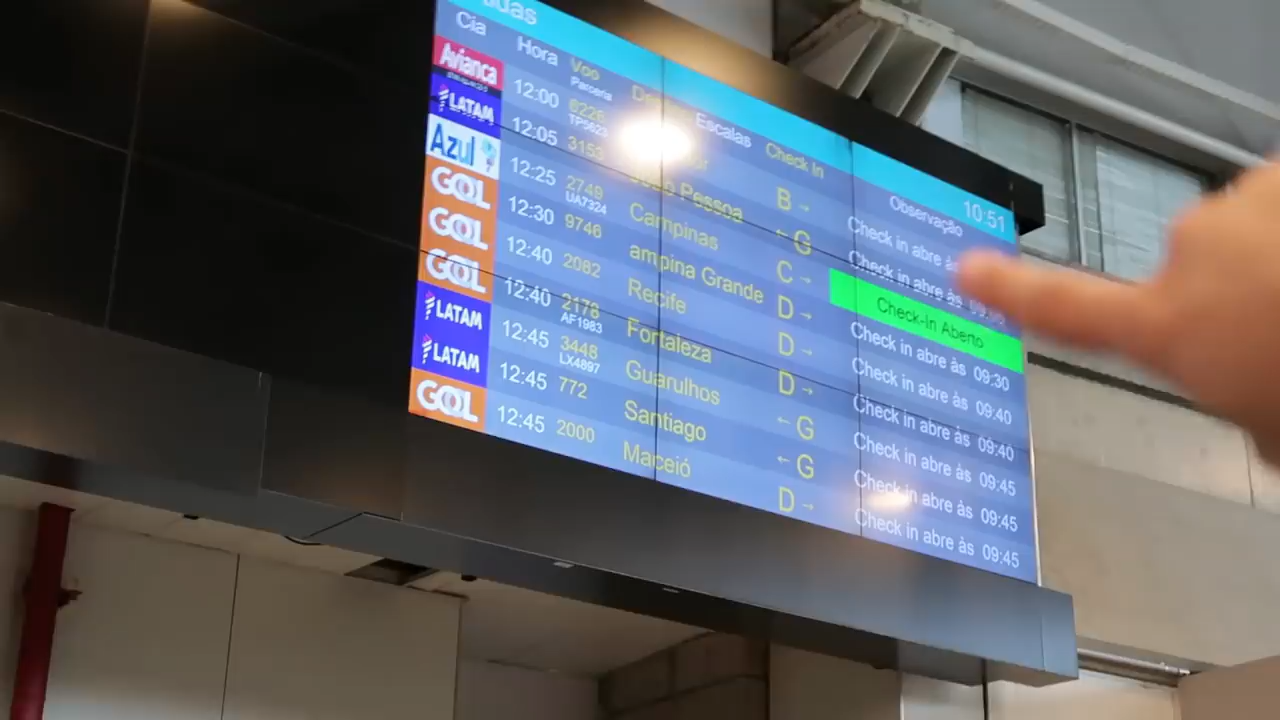 Cia Hora Voo Parceria Escalas Check In Observação 10:51
Avianca 12:00 6226 TP5623 B→ Check in abre às
LATAM 12:05 3153 João Pessoa ←G Check in abre às
Azul 12:25 2749 UA7324 Campinas C→ Check-In Aberto
GOL 12:30 9746 ampina Grande D→ Check in abre às 09:30
GOL 12:40 2082 Recife D→ Check in abre às 09:40
GOL 12:40 2178 AF1983 Fortaleza D→ Check in abre às 09:40
LATAM 12:45 3448 LX4897 Guarulhos ←G Check in abre às 09:45
LATAM 12:45 772 Santiago ←G Check in abre às 09:45
GOL 12:45 2000 Maceió D→ Check in abre às 09:45